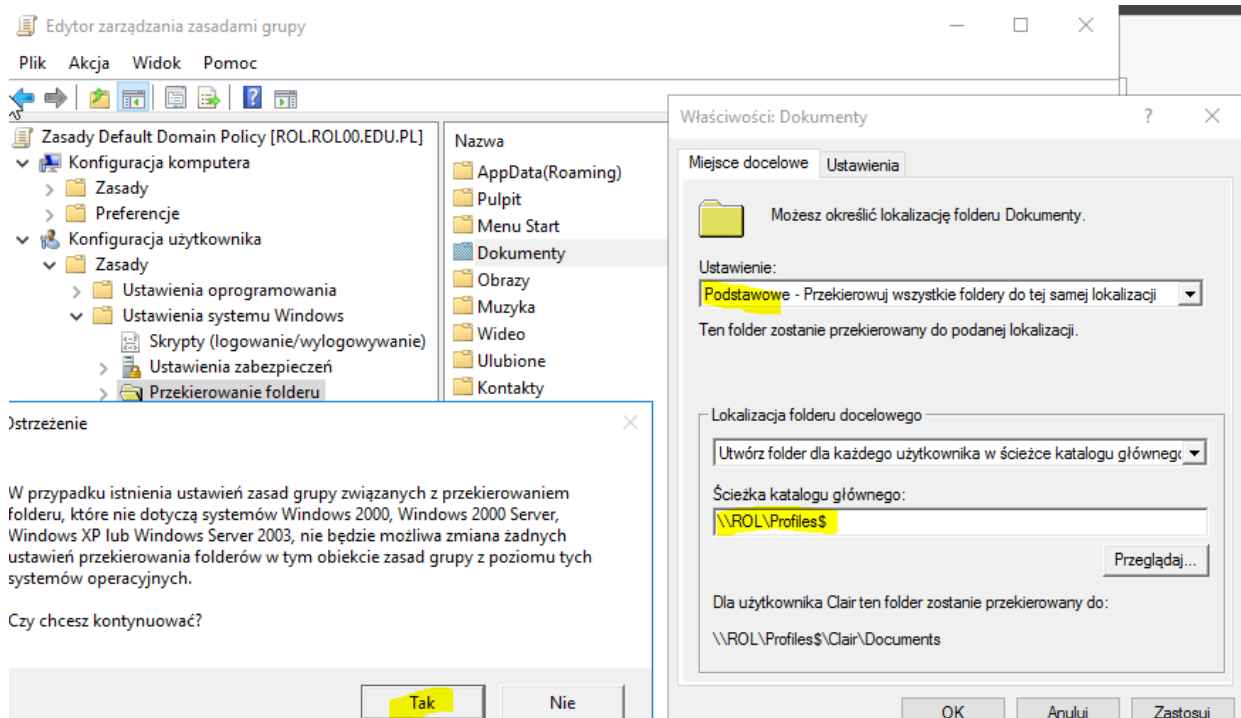 Edytor zarządzania zasadami grupy
Plik Akcja Widok Pomoc
Zasady Default Domain Policy [ROL.ROL00.EDU.PL]
Konfiguracja komputera
Zasady
Preferencje
Konfiguracja użytkownika
Zasady
Ustawienia oprogramowania
Ustawienia systemu Windows
Skrypty (logowanie/wylogowywanie)
Ustawienia zabezpieczeń
Przekierowanie folderu
Nazwa
AppData(Roaming)
Pulpit
Menu Start
Dokumenty
Obrazy
Muzyka
Wideo
Ulubione
Kontakty
Właściwości: Dokumenty
Miejsce docelowe Ustawienia
Możesz określić lokalizację folderu Dokumenty.
Ustawienie:
Podstawowe - Przekierowuj wszystkie foldery do tej samej lokalizacji
Ten folder zostanie przekierowany do podanej lokalizacji.
Lokalizacja folderu docelowego
Utwórz folder dla każdego użytkownika w ścieżce katalogu główneg
Ścieżka katalogu głównego:
\\ROL\Profiles$
Przeglądaj...
Dla użytkownika Clair ten folder zostanie przekierowany do:
\\ROL\Profiles$\Clair\Documents
OK Anuluj Zastosuj
Ostrzeżenie
W przypadku istnienia ustawień zasad grupy związanych z przekierowaniem
folderu, które nie dotyczą systemów Windows 2000, Windows 2000 Server,
Windows XP lub Windows Server 2003, nie będzie możliwa zmiana żadnych
ustawień przekierowania folderów w tym obiekcie zasad grupy z poziomu tych
systemów operacyjnych.
Czy chcesz kontynuować?
Tak Nie